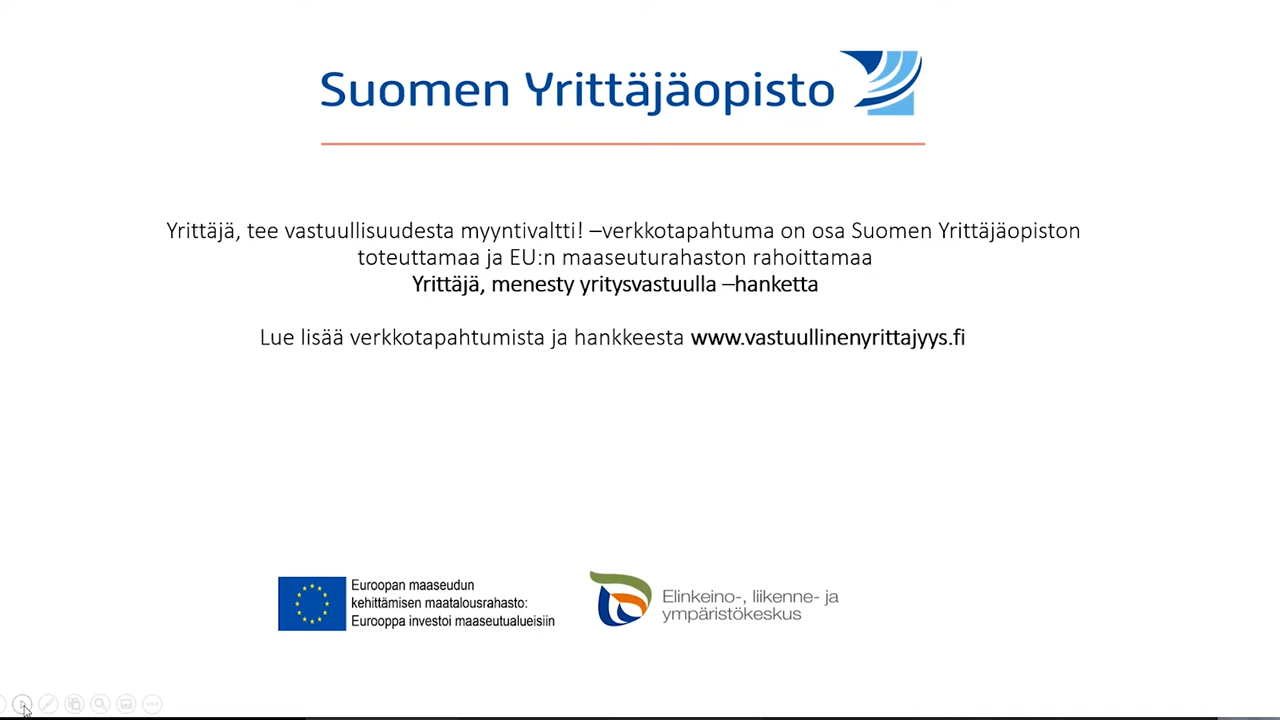 Suomen Yrittäjäopisto
Yrittäjä, tee vastuullisuudesta myyntivaltti! –verkkotapahtuma on osa Suomen Yrittäjäopiston
toteuttamaa ja EU:n maaseuturahaston rahoittamaa
Yrittäjä, menesty yritysvastuulla –hanketta
Lue lisää verkkotapahtumista ja hankkeesta www.vastuullinenyrittajyys.fi
Euroopan maaseudun
kehittämisen maatalousrahasto:
Eurooppa investoi maaseutualueisiin
Elinkeino-, liikenne- ja
ympäristökeskus